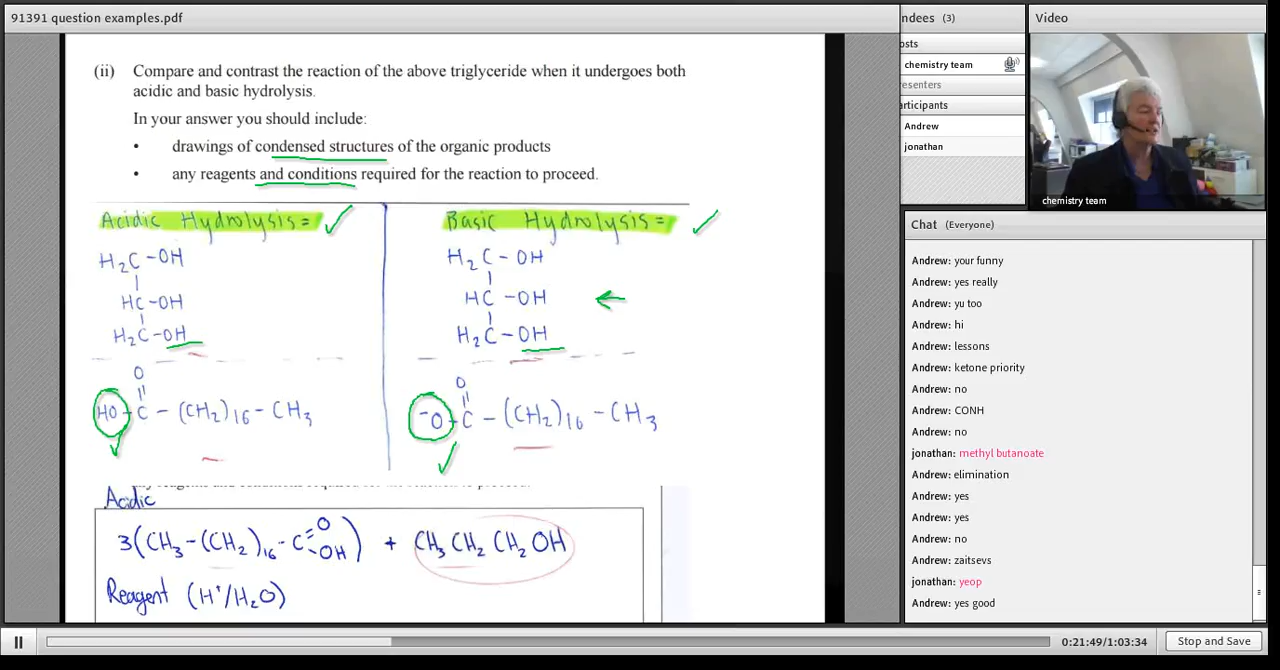 91391 question examples.pdf
(ii) Compare and contrast the reaction of the above triglyceride when it undergoes both
acidic and basic hydrolysis.
In your answer you should include:
• drawings of condensed structures of the organic products
• any reagents and conditions required for the reaction to proceed.
Acidic Hydrolysis =
H₂C-OH
HC-OH
H₂C-OH
O
HO-C-(CH₂)₁₆-CH₃
Basic Hydrolysis =
H₂C-OH
HC-OH
H₂C-OH
O
⁻O-C-(CH₂)₁₆-CH₃
Acidic
3(CH₃-(CH₂)₁₆-C=O OH) + CH₃CH₂CH₂OH
Reagent (H⁺/H₂O)
ndees (3)
osts
chemistry team
resenters
articipants
Andrew
jonathan
Video
chemistry team
Chat (Everyone)
Andrew: your funny
Andrew: yes really
Andrew: yu too
Andrew: hi
Andrew: lessons
Andrew: ketone priority
Andrew: no
Andrew: CONH
Andrew: no
jonathan: methyl butanoate
Andrew: elimination
Andrew: yes
Andrew: yes
Andrew: no
Andrew: zaitsevs
jonathan: yeop
Andrew: yes good
0:21:49/1:03:34
Stop and Save